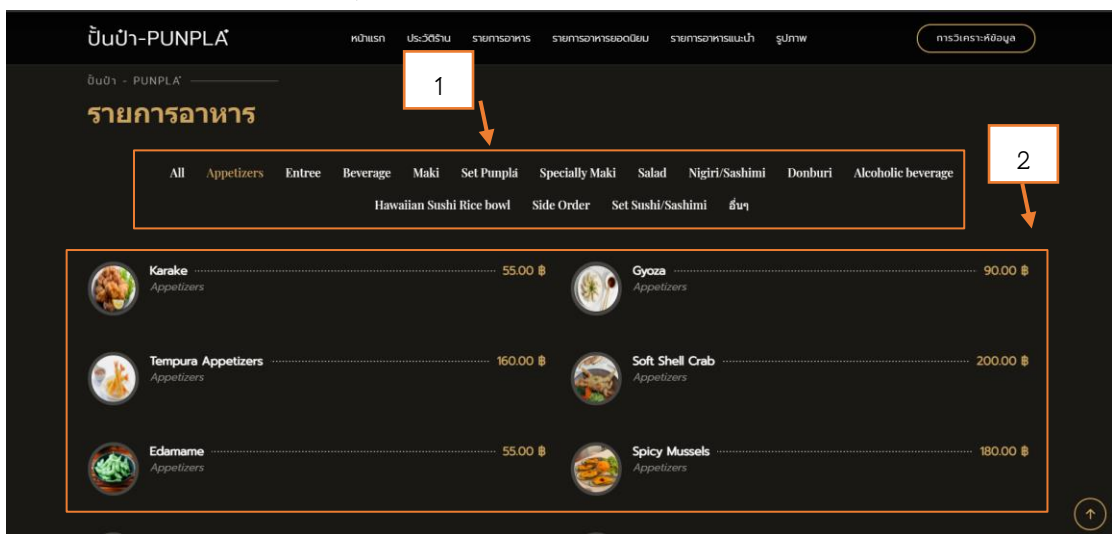 ปั้นป๋า-PUNPLA๋ หน้าแรก ประวัติร้าน รายการอาหาร รายการอาหารยอดนิยม รายการอาหารแนะนำ รูปภาพ การวิเคราะห์ข้อมูล
ปั้นป๋า - PUNPLA๋
รายการอาหาร
1
2
All Appetizers Entree Beverage Maki Set Punplá Specially Maki Salad Nigiri/Sashimi Donburi Alcoholic beverage
Hawaiian Sushi Rice bowl Side Order Set Sushi/Sashimi อื่นๆ
Karake 55.00 ฿ Gyoza 90.00 ฿
Appetizers Appetizers
Tempura Appetizers 160.00 ฿ Soft Shell Crab 200.00 ฿
Appetizers Appetizers
Edamame 55.00 ฿ Spicy Mussels 180.00 ฿
Appetizers Appetizers